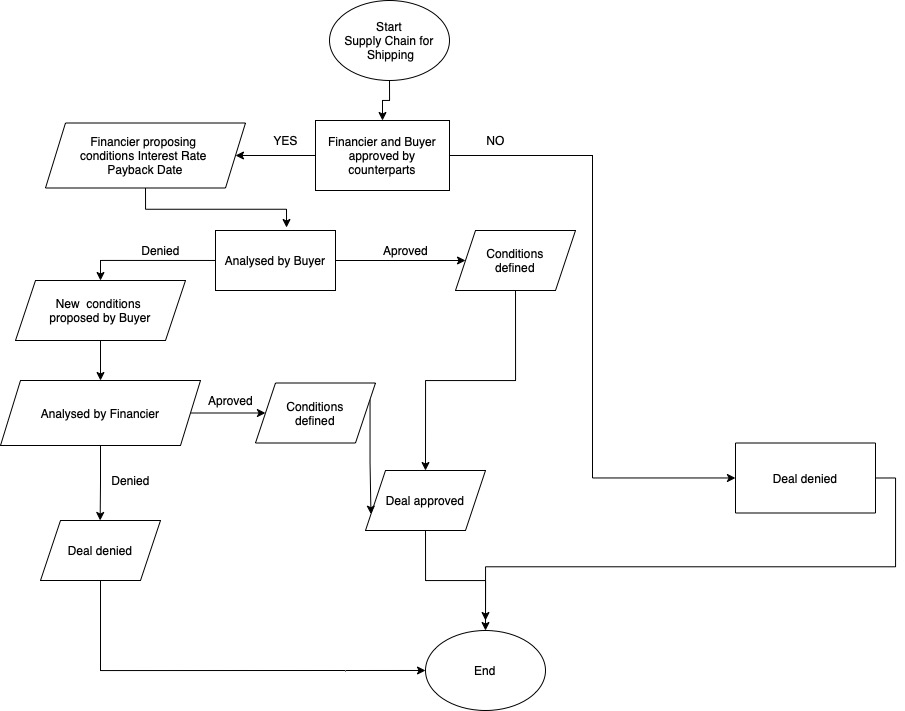 Start
Supply Chain for
Shipping
YES
NO
Financier proposing
conditions Interest Rate
Payback Date
Financier and Buyer
approved by
counterparts
Denied
Analysed by Buyer
Aproved
Conditions
defined
New conditions
proposed by Buyer
Analysed by Financier
Aproved
Conditions
defined
Denied
Deal approved
Deal denied
Deal denied
End